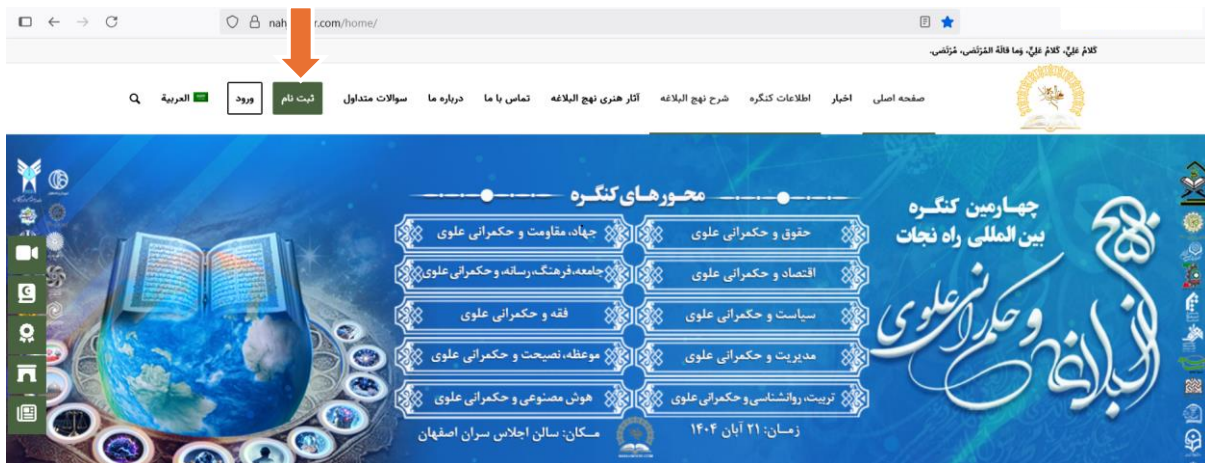 كَلامُ عَلِيٍّ، كَلامٌ عَلِيٌّ، وَما قالَهُ المُرْتَضى، مُرْتَضى.
صفحه اصلی اخبار اطلاعات کنگره شرح نهج البلاغه آثار هنری نهج البلاغه تماس با ما درباره ما سوالات متداول ثبت نام ورود العربية
چهارمین کنگره
بین المللی راه نجات
نهج البلاغه و حکمرانی علوی
محورهای کنگره
حقوق و حکمرانی علوی
جهاد، مقاومت و حکمرانی علوی
اقتصاد و حکمرانی علوی
جامعه،فرهنگ،رسانه،وحکمرانی علوی
سیاست و حکمرانی علوی
فقه و حکمرانی علوی
مدیریت و حکمرانی علوی
موعظه،نصیحت و حکمرانی علوی
تربیت،روانشناسی و حکمرانی علوی
هوش مصنوعی و حکمرانی علوی
زمان: ۲۱ آبان ۱۴۰۴
مکان: سالن اجلاس سران اصفهان